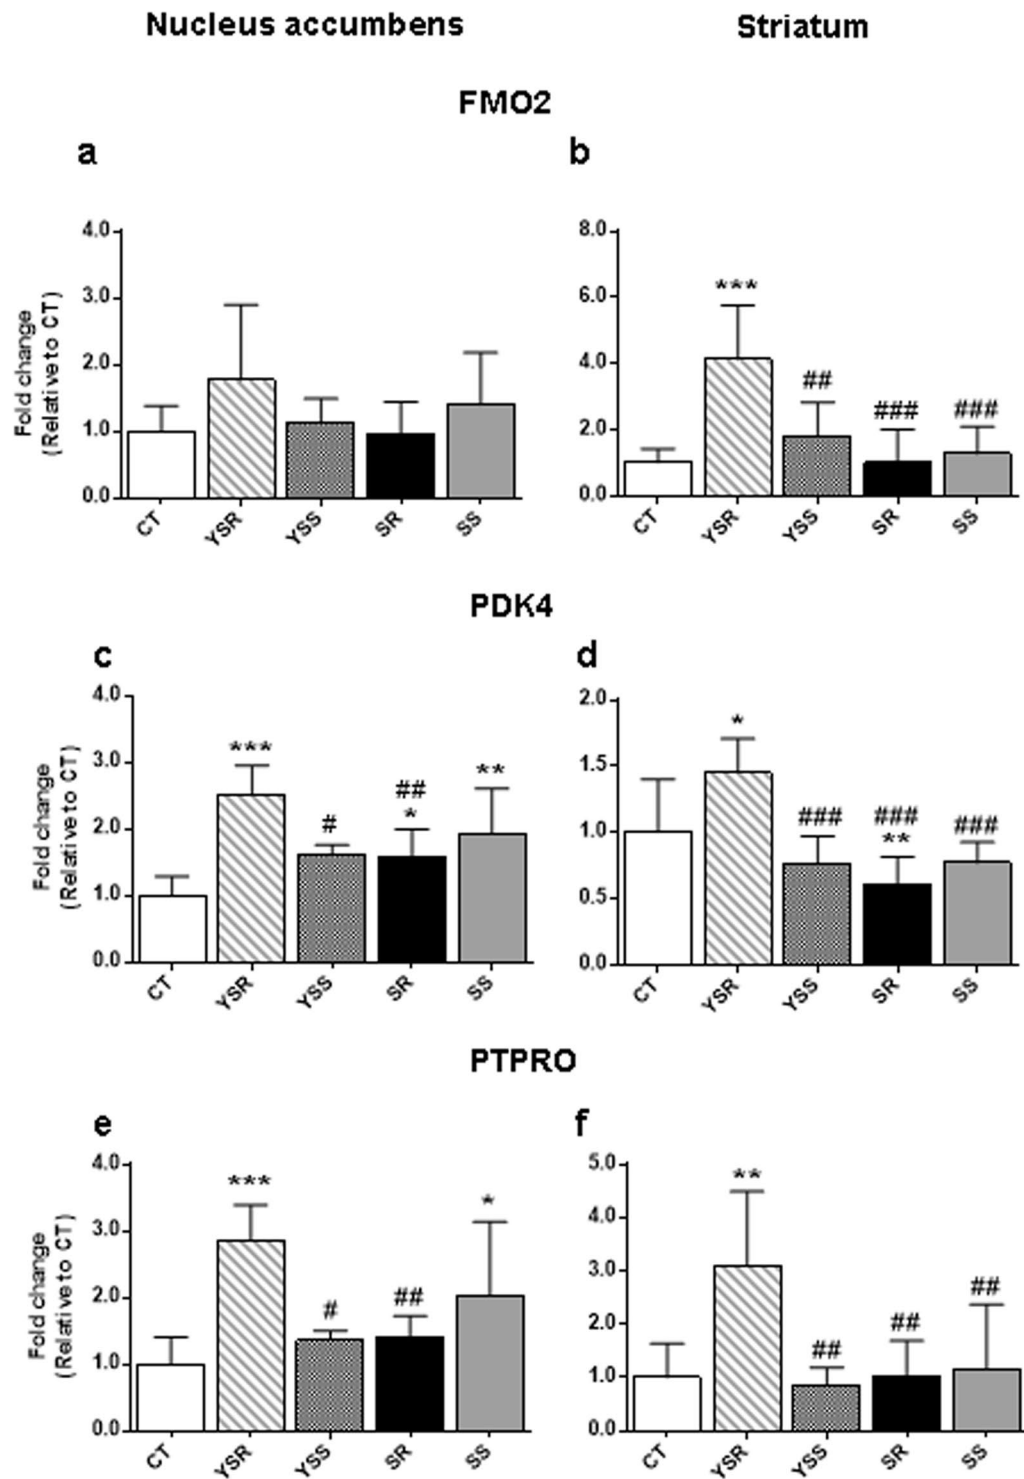 Nucleus accumbens
Striatum
FMO2
a
b
Fold change
(Relative to CT)
4.0
3.0
2.0
1.0
0.0
CT
YSR
YSS
SR
SS
8.0
6.0
4.0
2.0
0.0
***
##
###
###
CT
YSR
YSS
SR
SS
PDK4
c
d
Fold change
(Relative to CT)
4.0
3.0
2.0
1.0
0.0
***
#
##
*
**
CT
YSR
YSS
SR
SS
2.0
1.5
1.0
0.5
0.0
*
###
###
**
###
CT
YSR
YSS
SR
SS
PTPRO
e
f
Fold change
(Relative to CT)
4.0
3.0
2.0
1.0
0.0
***
#
##
*
CT
YSR
YSS
SR
SS
5.0
4.0
3.0
2.0
1.0
0.0
**
##
##
##
CT
YSR
YSS
SR
SS